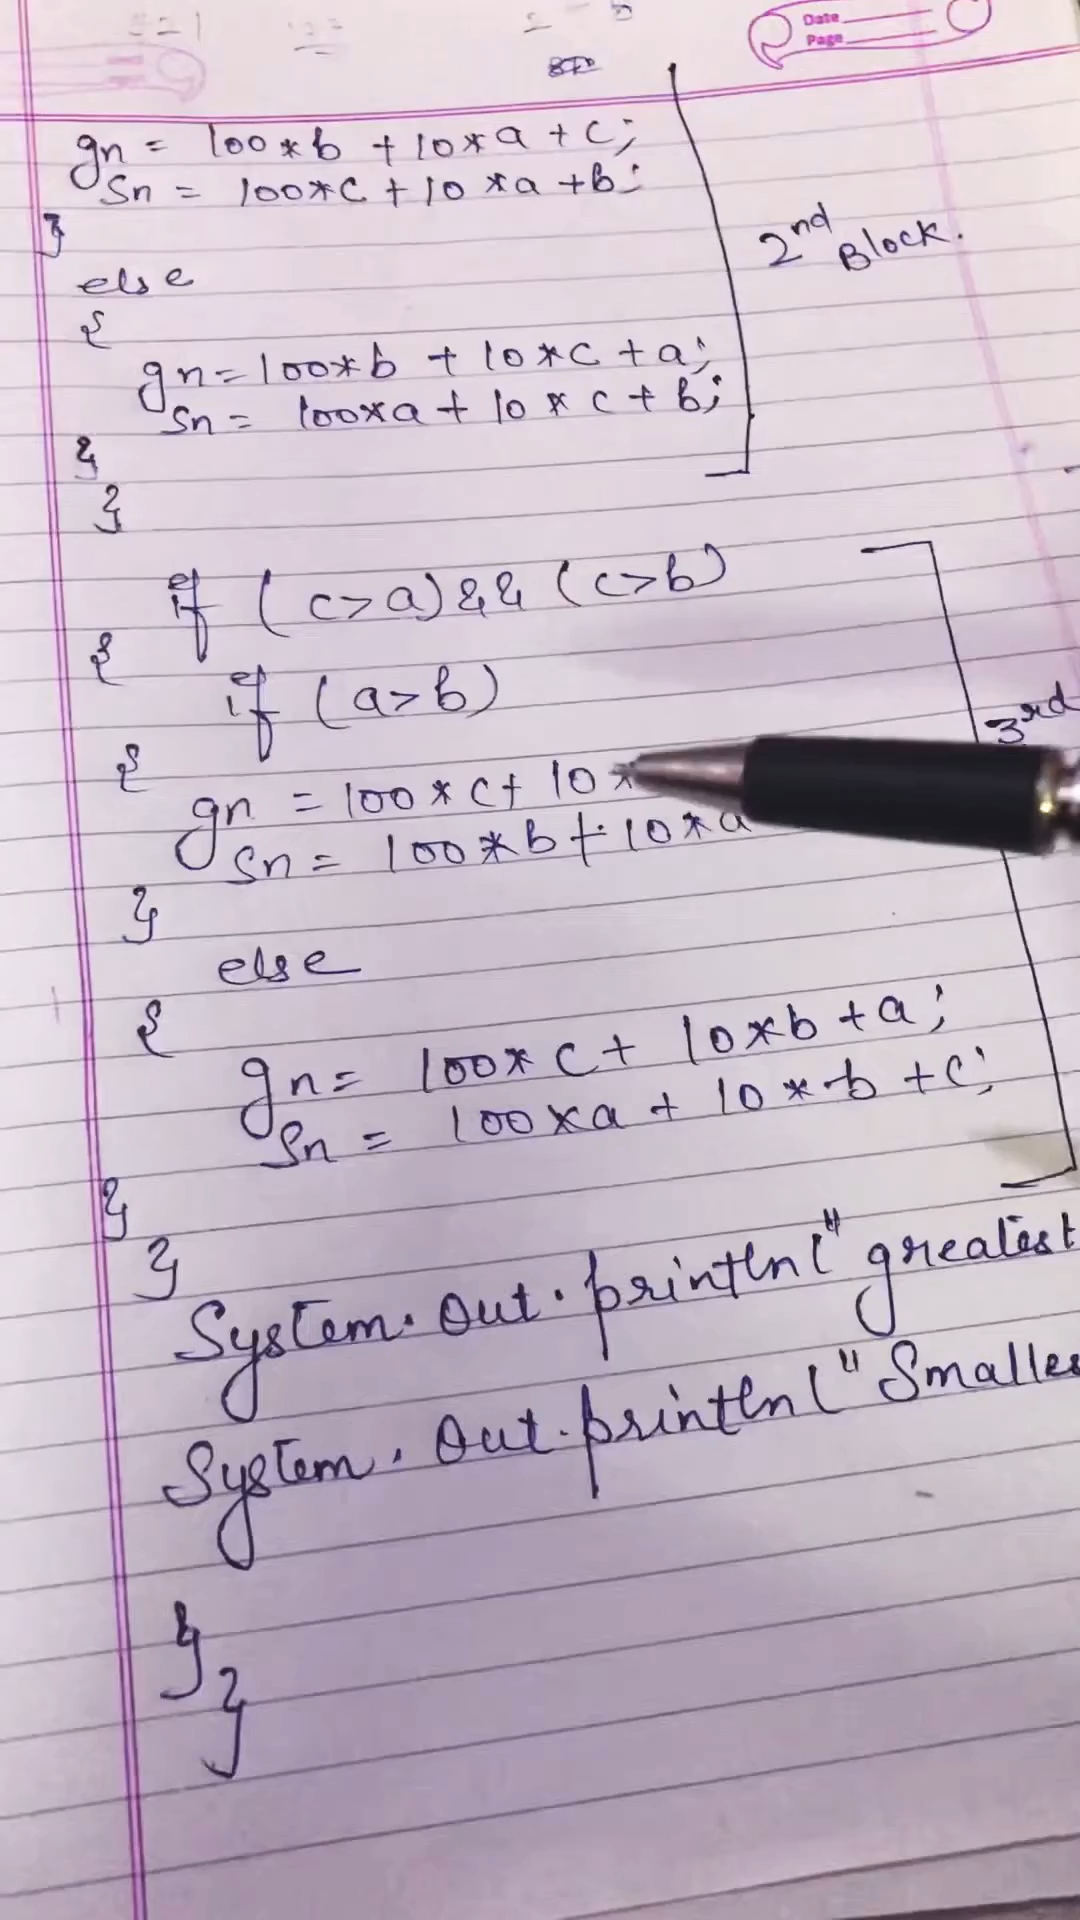 Date
Page
gn = 100*b + 10*a + c;
Sn = 100*c + 10*a + b;
}
2nd Block.
else
{
gn = 100*b + 10*c + a;
Sn = 100*a + 10*c + b;
}
}
if (c>a) && (c>b)
{
if (a>b)
3rd
{
gn = 100*c + 10*
Sn = 100*b + 10*a
}
else
{
gn = 100*c + 10*b + a;
Sn = 100*a + 10*b + c;
}
}
System.out.println("greatest
System.out.println("Smalles
}
}